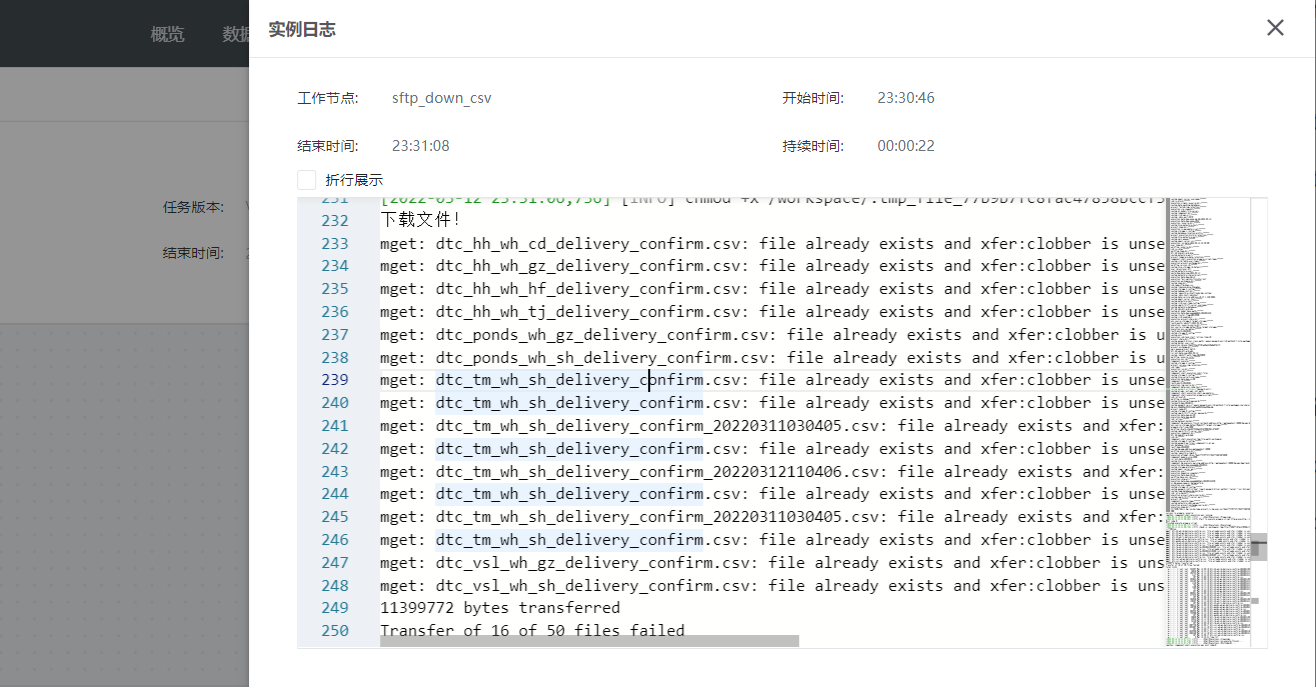 概览 数据
实例日志
工作节点: sftp_down_csv 开始时间: 23:30:46
结束时间: 23:31:08 持续时间: 00:00:22
折行展示
任务版本:
结束时间:
231 [2022-03-12 23:31:06,736] [INFO] chmod +x /workspace/.tmp_file_
232 下载文件!
233 mget: dtc_hh_wh_cd_delivery_confirm.csv: file already exists and xfer:clobber is unse
234 mget: dtc_hh_wh_gz_delivery_confirm.csv: file already exists and xfer:clobber is unse
235 mget: dtc_hh_wh_hf_delivery_confirm.csv: file already exists and xfer:clobber is unse
236 mget: dtc_hh_wh_tj_delivery_confirm.csv: file already exists and xfer:clobber is unse
237 mget: dtc_ponds_wh_gz_delivery_confirm.csv: file already exists and xfer:clobber is u
238 mget: dtc_ponds_wh_sh_delivery_confirm.csv: file already exists and xfer:clobber is u
239 mget: dtc_tm_wh_sh_delivery_confirm.csv: file already exists and xfer:clobber is unse
240 mget: dtc_tm_wh_sh_delivery_confirm.csv: file already exists and xfer:clobber is unse
241 mget: dtc_tm_wh_sh_delivery_confirm_20220311030405.csv: file already exists and xfer:
242 mget: dtc_tm_wh_sh_delivery_confirm.csv: file already exists and xfer:clobber is unse
243 mget: dtc_tm_wh_sh_delivery_confirm_20220312110406.csv: file already exists and xfer:
244 mget: dtc_tm_wh_sh_delivery_confirm.csv: file already exists and xfer:clobber is unse
245 mget: dtc_tm_wh_sh_delivery_confirm_20220311030405.csv: file already exists and xfer:
246 mget: dtc_tm_wh_sh_delivery_confirm.csv: file already exists and xfer:clobber is unse
247 mget: dtc_vsl_wh_gz_delivery_confirm.csv: file already exists and xfer:clobber is uns
248 mget: dtc_vsl_wh_sh_delivery_confirm.csv: file already exists and xfer:clobber is uns
249 11399772 bytes transferred
250 Transfer of 16 of 50 files failed